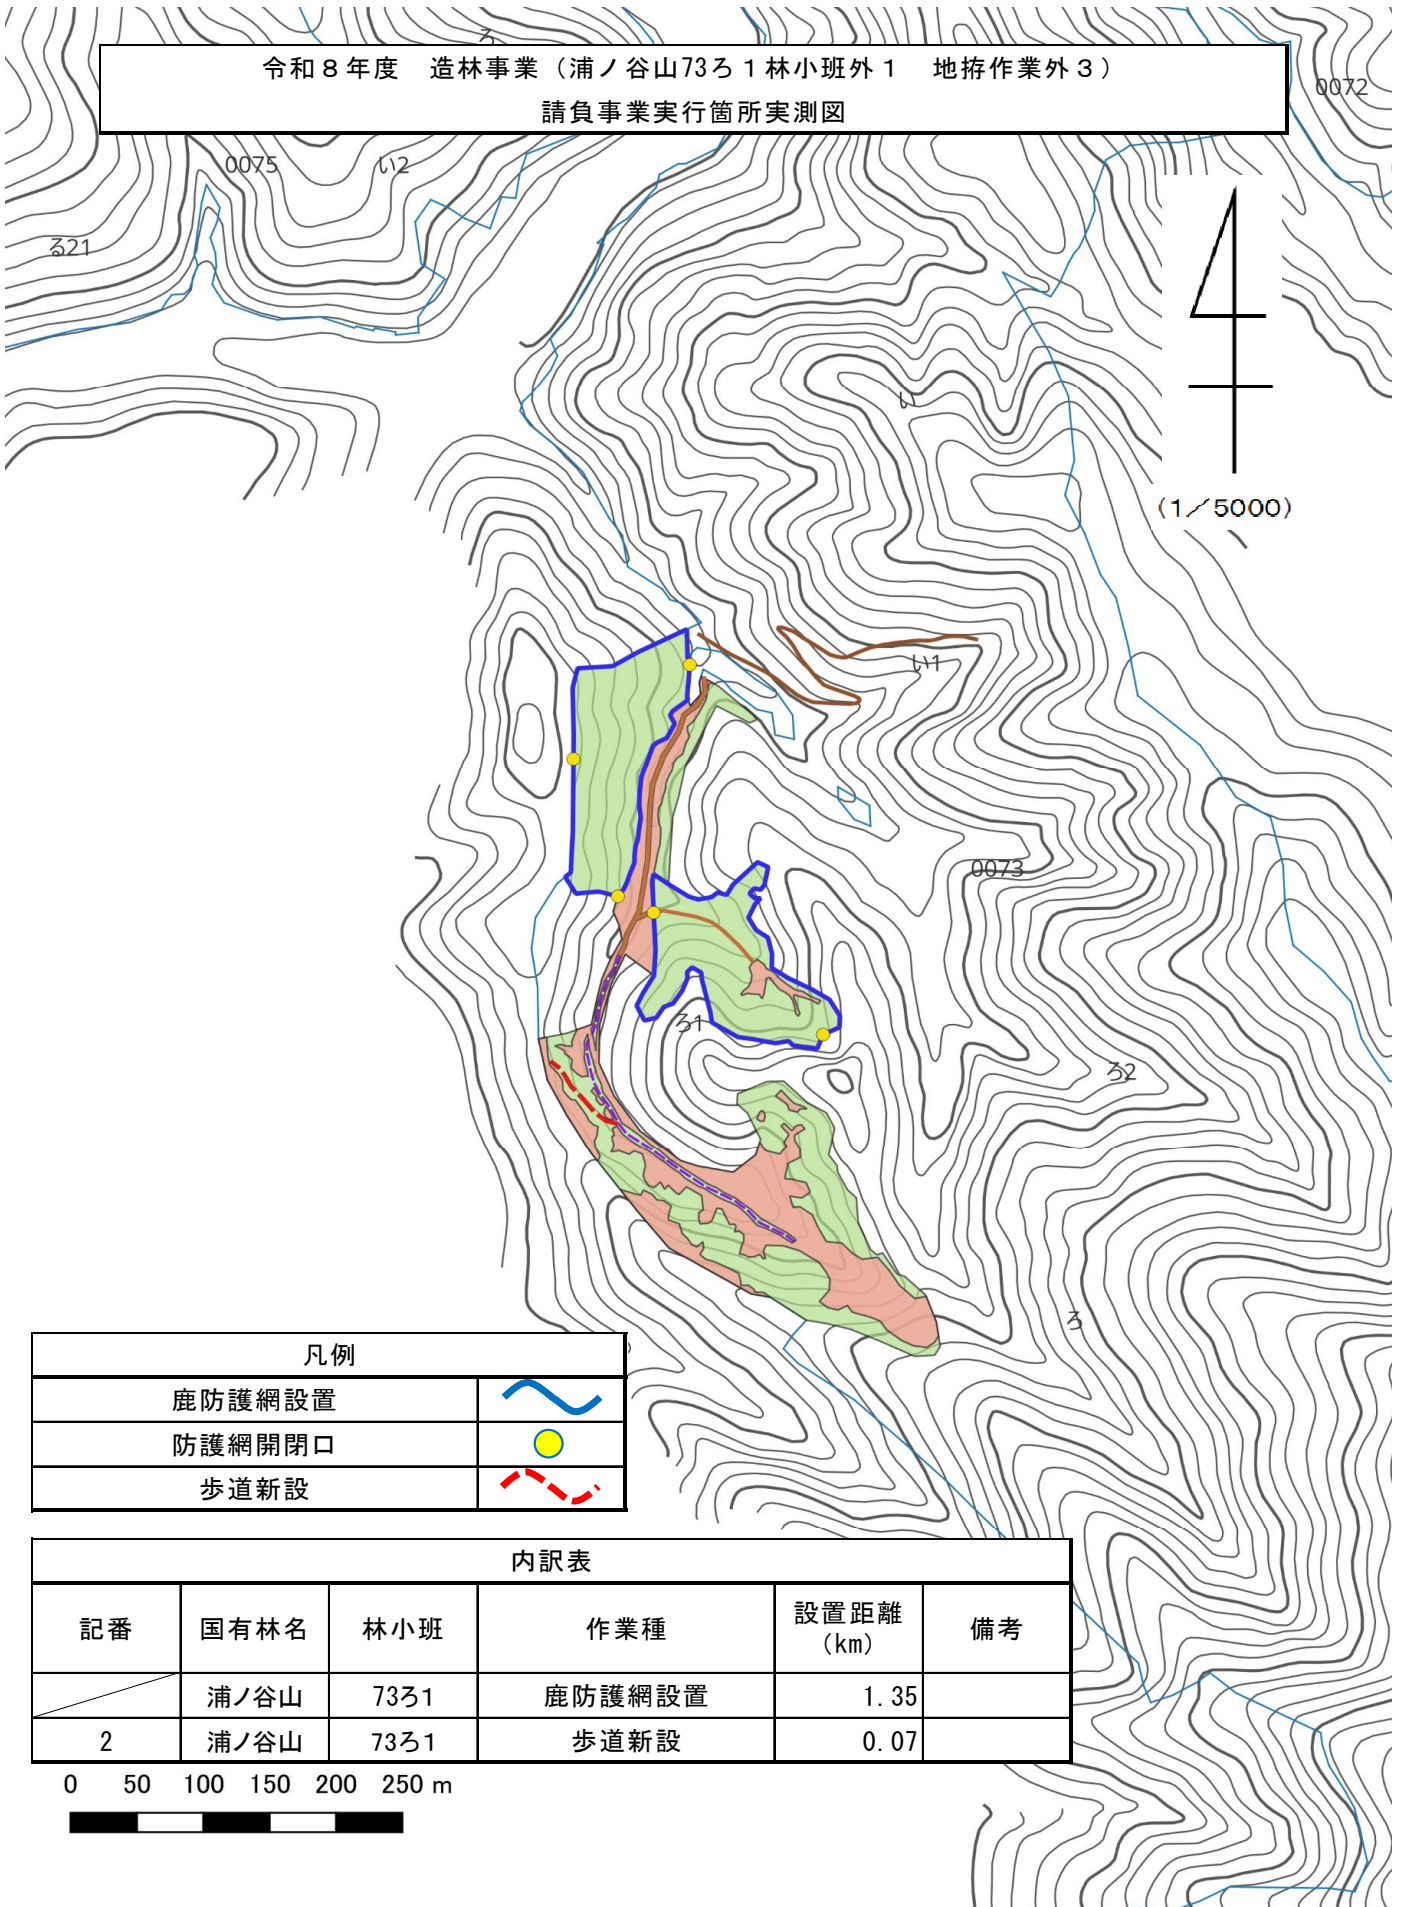 ろ
令和８年度　造林事業（浦ノ谷山73ろ１林小班外１　地拵作業外３）
請負事業実行箇所実測図
0072
0075
い2
る21
い
（1／5000）
い1
0073
ろ1
ろ2
ろ
凡例
鹿防護網設置
防護網開閉口
歩道新設
内訳表
記番 国有林名 林小班 作業種 設置距離（km） 備考
浦ノ谷山 73ろ1 鹿防護網設置 1.35
2 浦ノ谷山 73ろ1 歩道新設 0.07
0 50 100 150 200 250 m